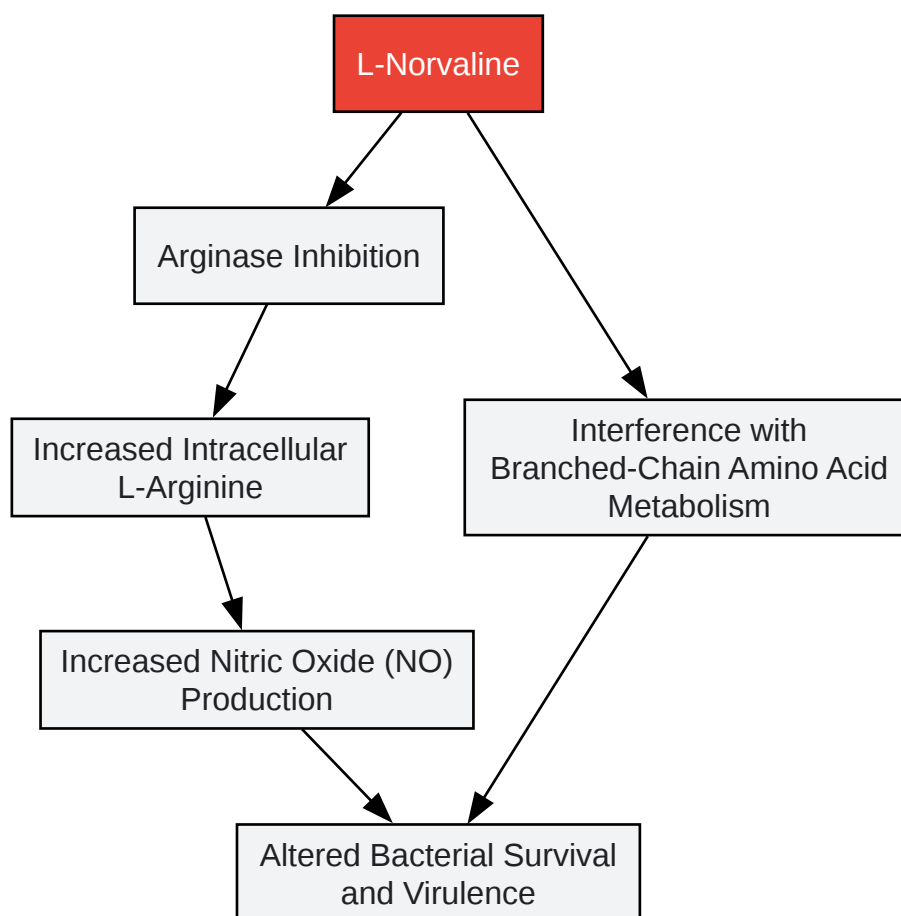 L-Norvaline
Arginase Inhibition
Increased Intracellular
L-Arginine
Interference with
Branched-Chain Amino Acid
Metabolism
Increased Nitric Oxide (NO)
Production
Altered Bacterial Survival
and Virulence